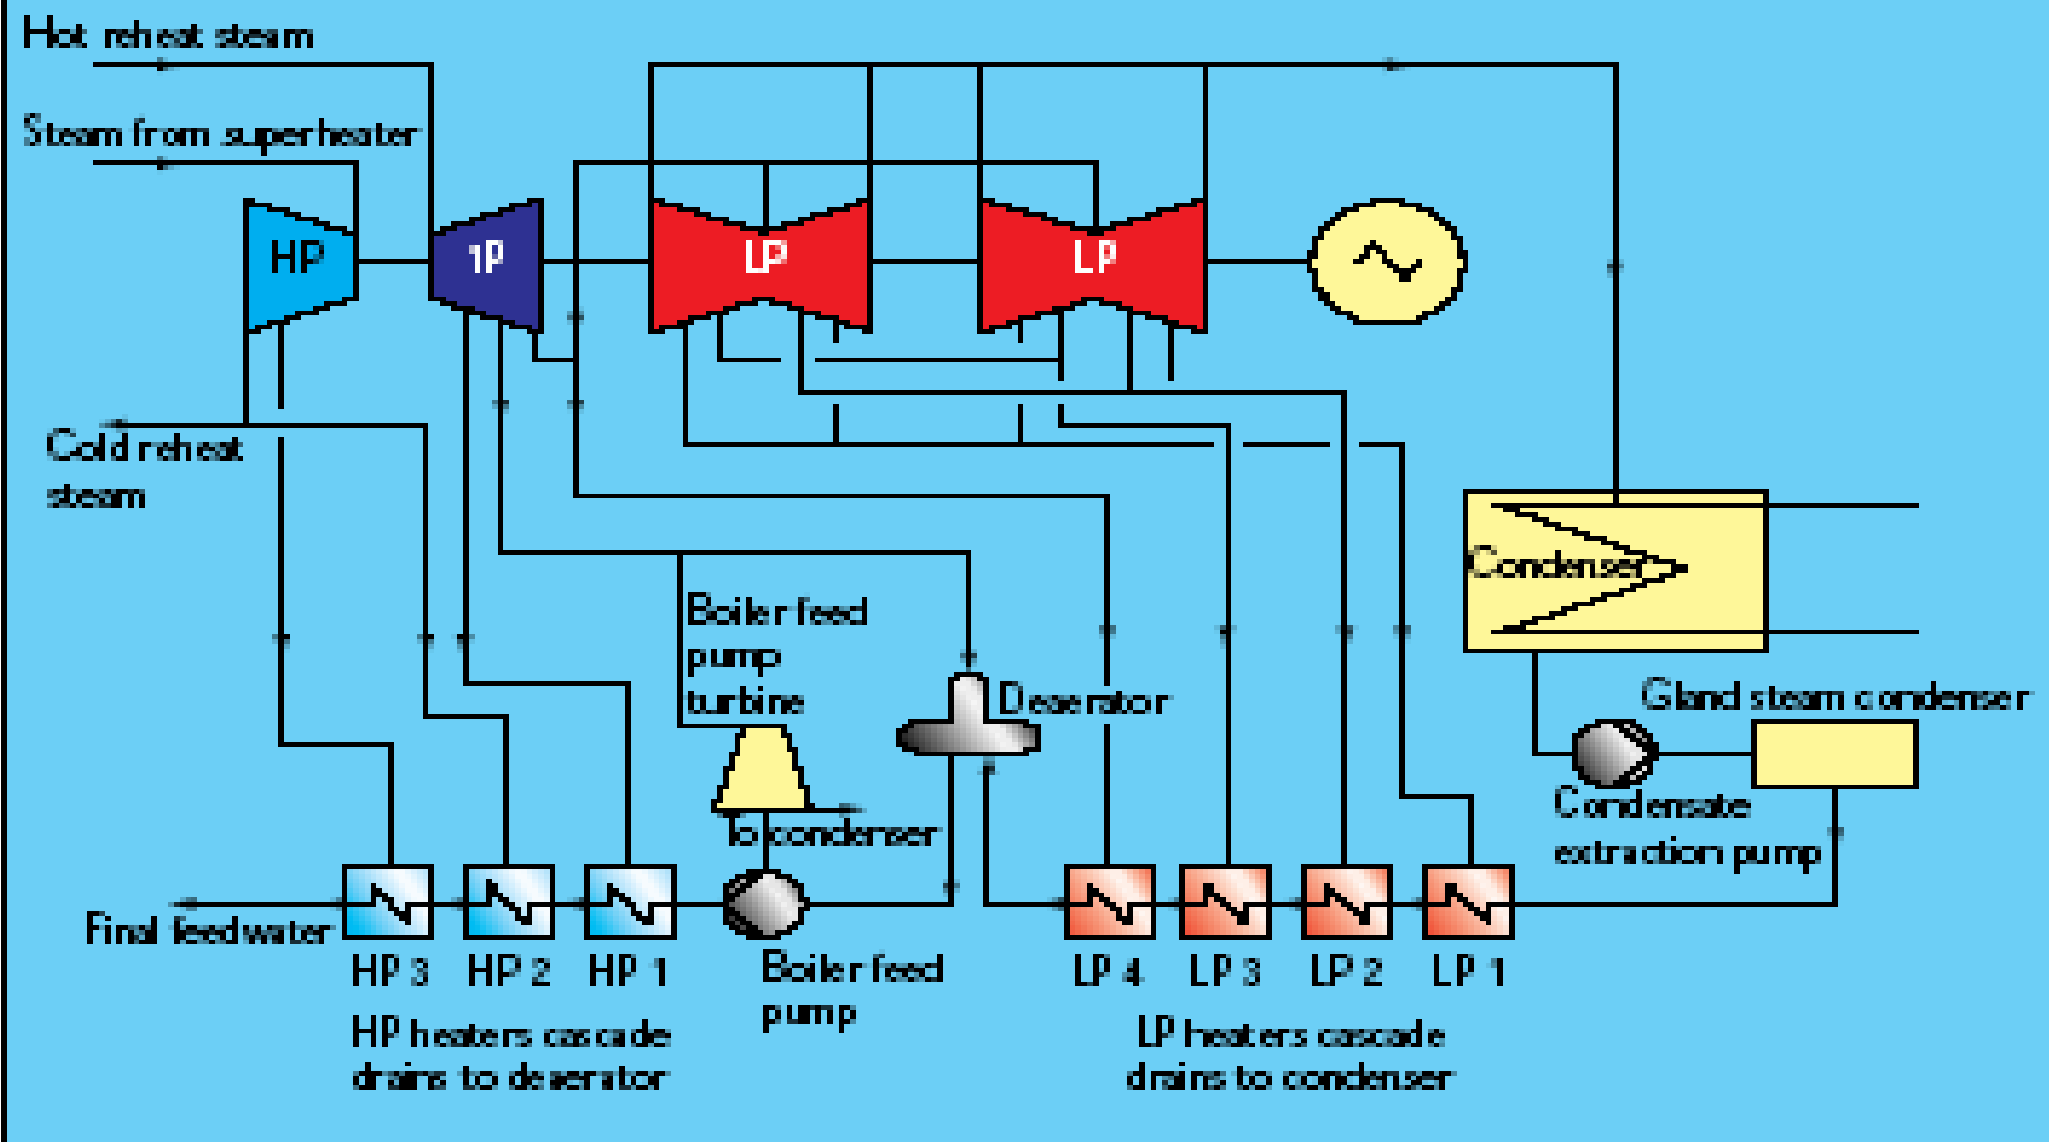 Hot reheat steam
Steam from superheater
HP
IP
LP
LP
Cold reheat
steam
Condenser
Boiler feed
pump
turbine
Deaerator
Gland steam condenser
To condenser
Condensate
extraction pump
Final feedwater
HP 3
HP 2
HP 1
Boiler feed
pump
LP 4
LP 3
LP 2
LP 1
HP heaters cascade
drains to deaerator
LP heaters cascade
drains to condenser